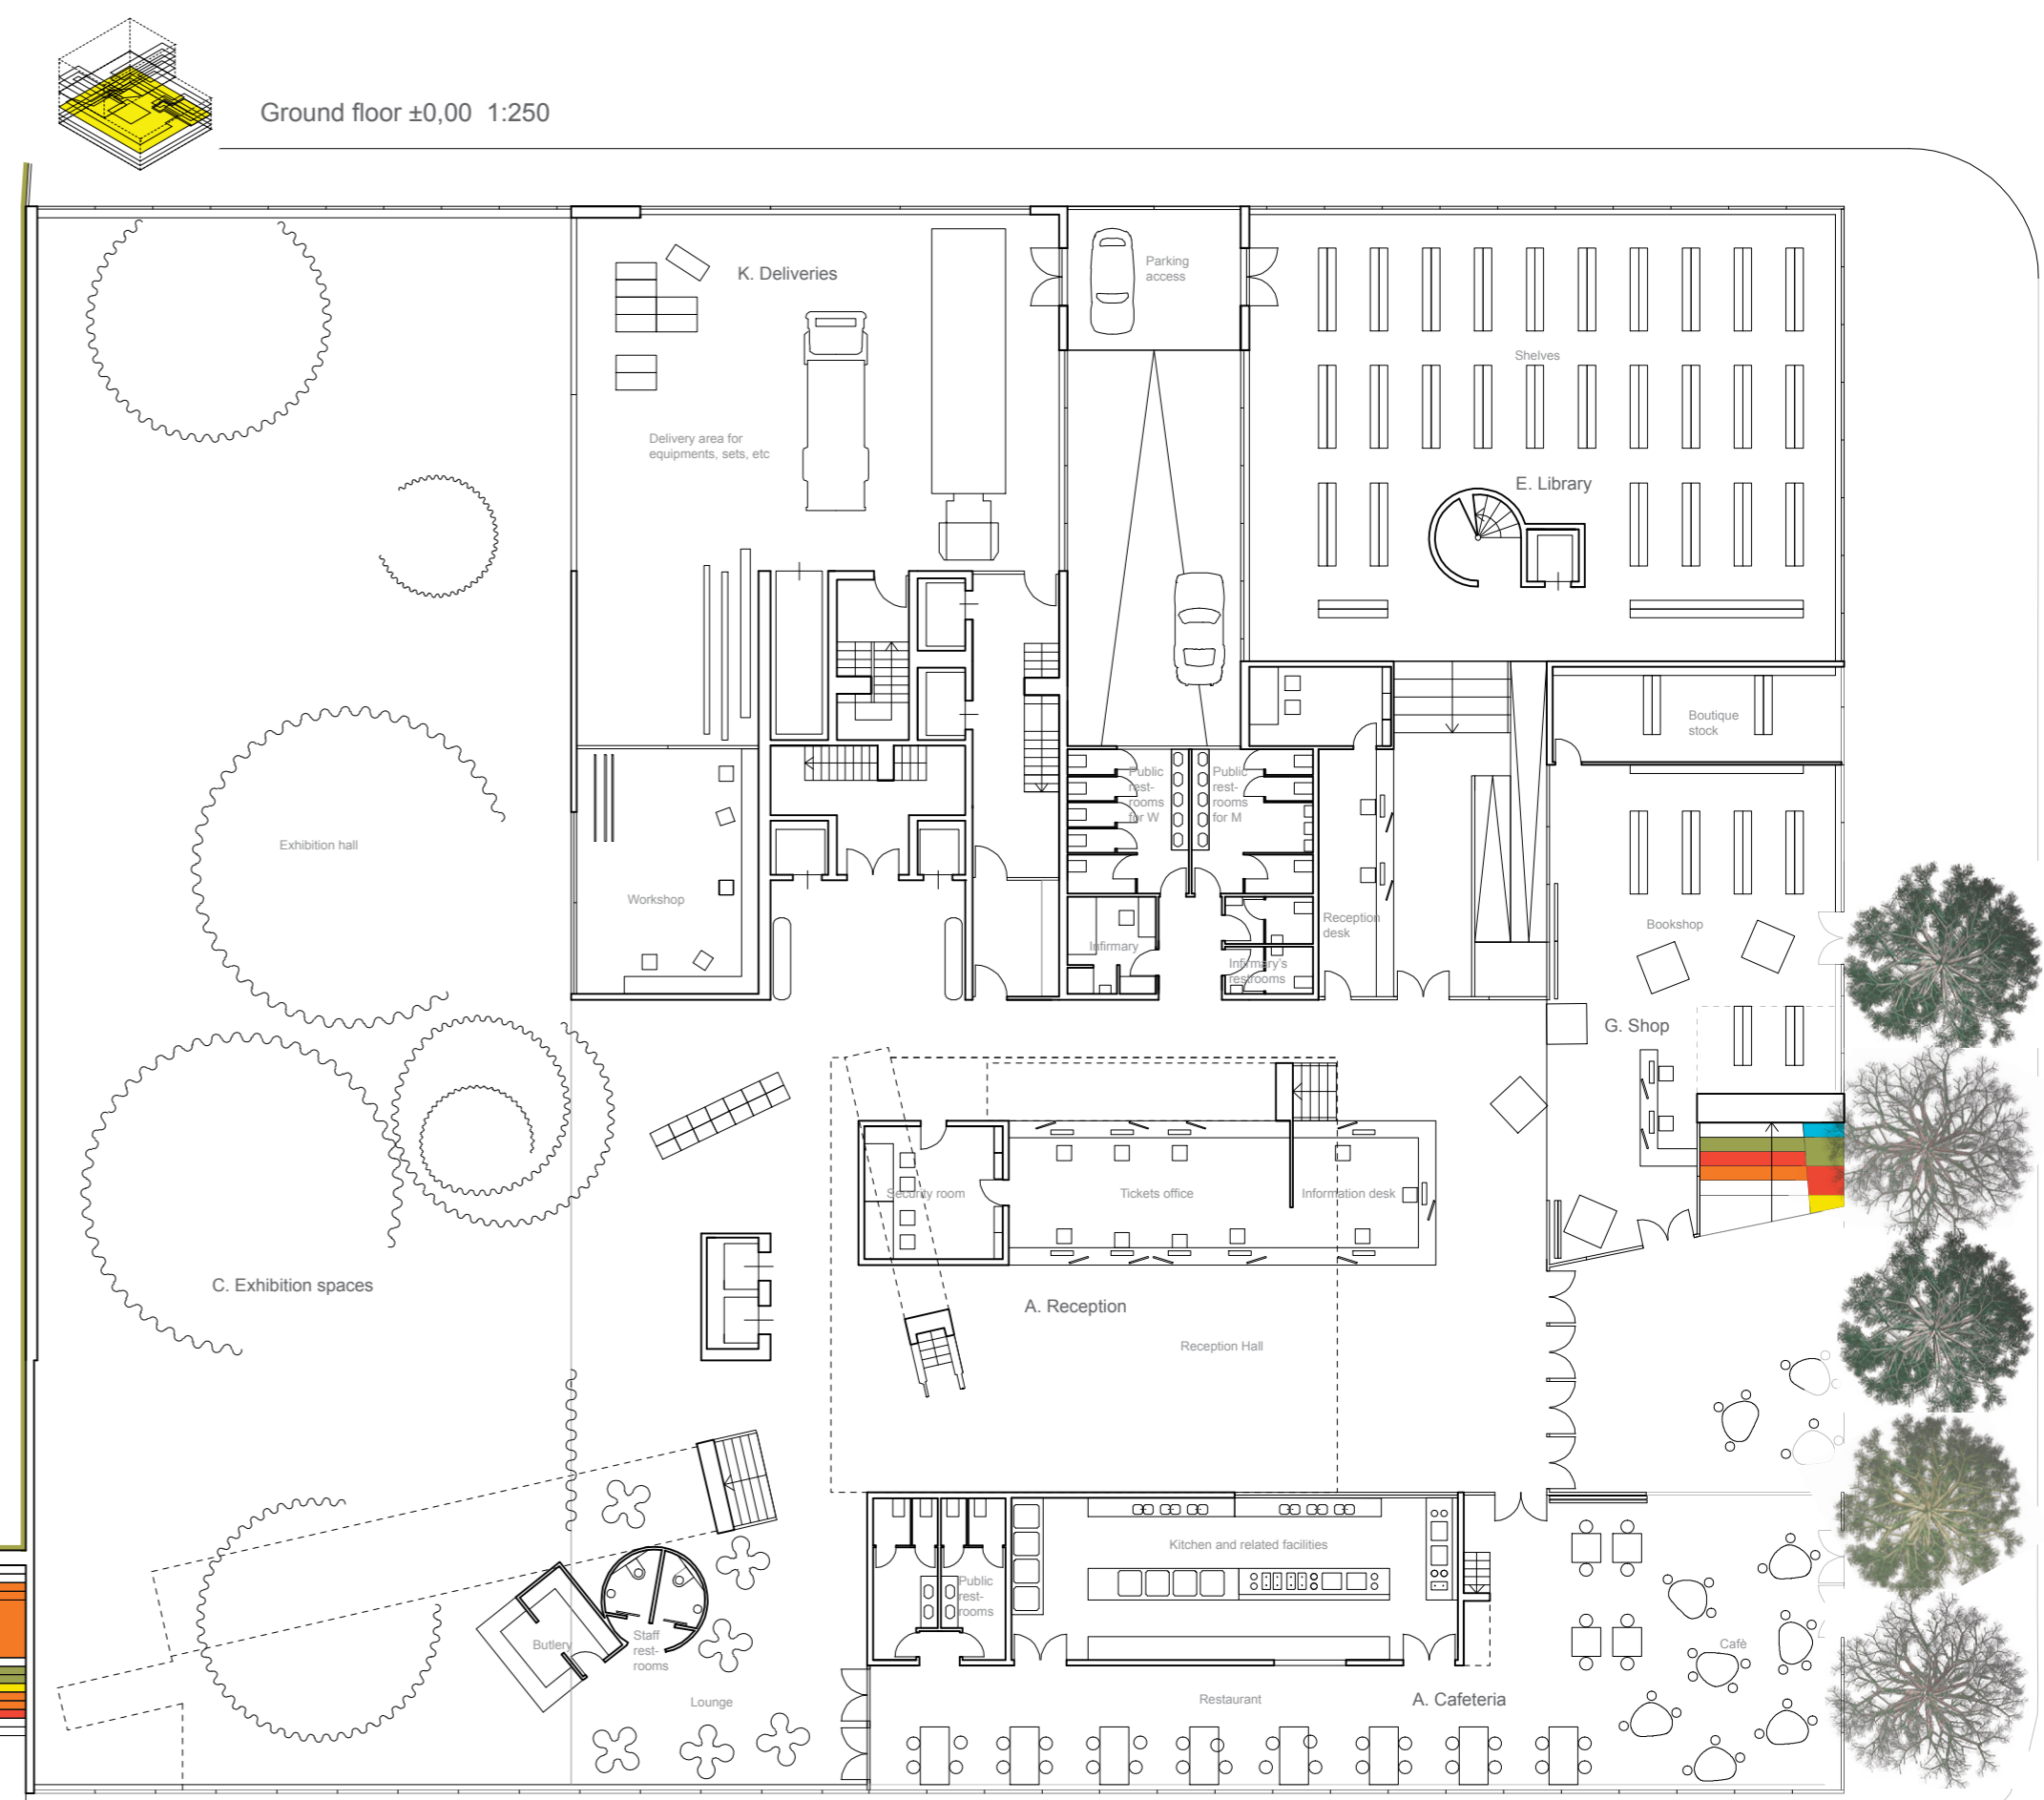 Ground floor ±0,00 1:250
K. Deliveries
Parking
access
Shelves
Delivery area for
equipments, sets, etc
E. Library
Boutique
stock
Public
rest-
rooms
for W
Public
rest-
rooms
for M
Exhibition hall
Workshop
Reception
desk
Bookshop
Infirmary
Infirmary's
restrooms
G. Shop
Security room
Tickets office
Information desk
C. Exhibition spaces
A. Reception
Reception Hall
Kitchen and related facilities
Public
rest-
rooms
Butlery
Staff
rest-
rooms
Cafè
Lounge
Restaurant
A. Cafeteria